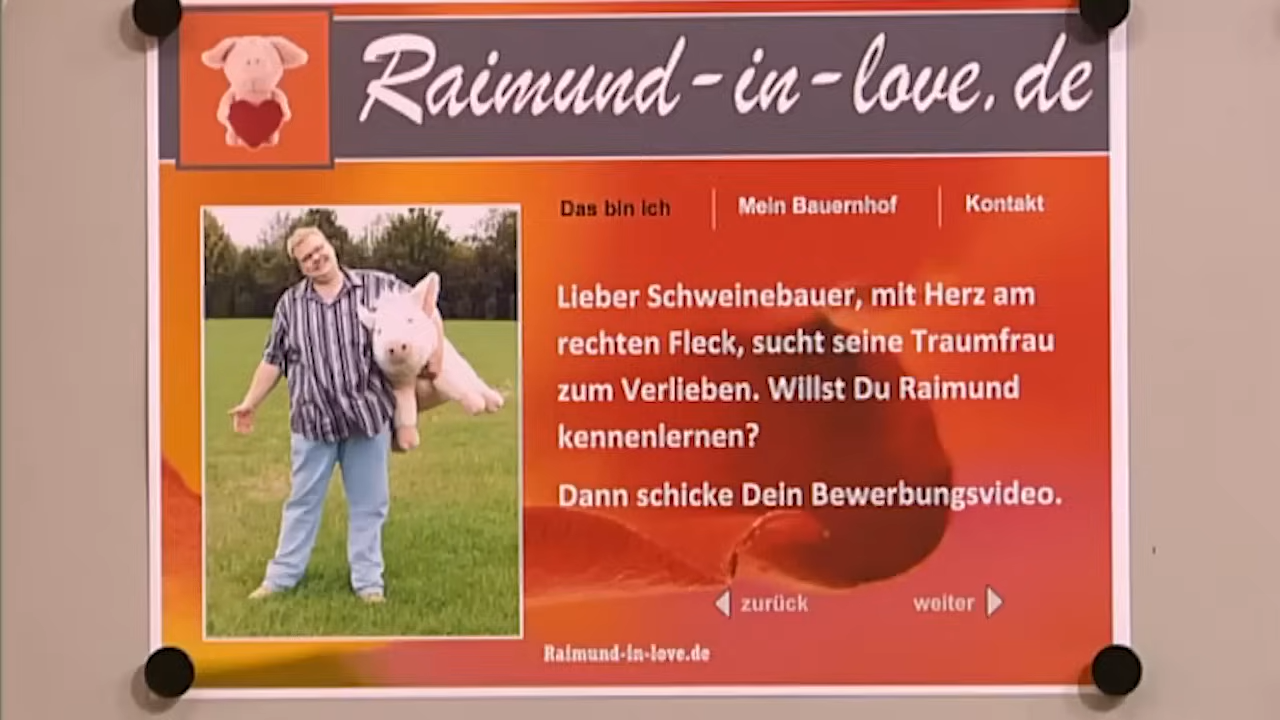 Raimund-in-love.de
Das bin ich
Mein Bauernhof
Kontakt
Lieber Schweinebauer, mit Herz am
rechten Fleck, sucht seine Traumfrau
zum Verlieben. Willst Du Raimund
kennenlernen?
Dann schicke Dein Bewerbungsvideo.
zurück
weiter
Raimund-in-love.de